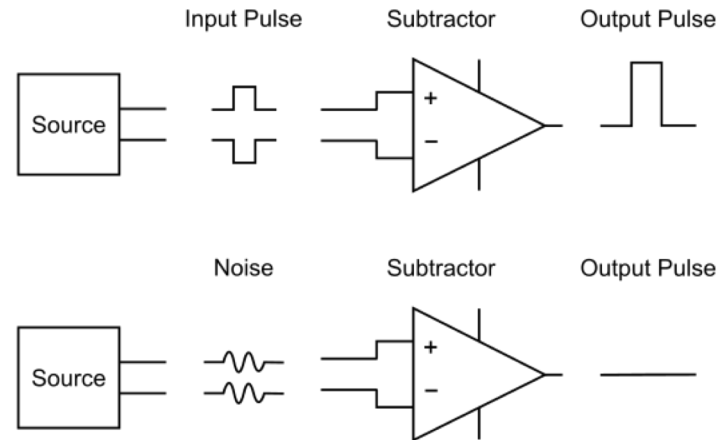 Input Pulse Subtractor Output Pulse
Source
+
−
Noise Subtractor Output Pulse
Source
+
−